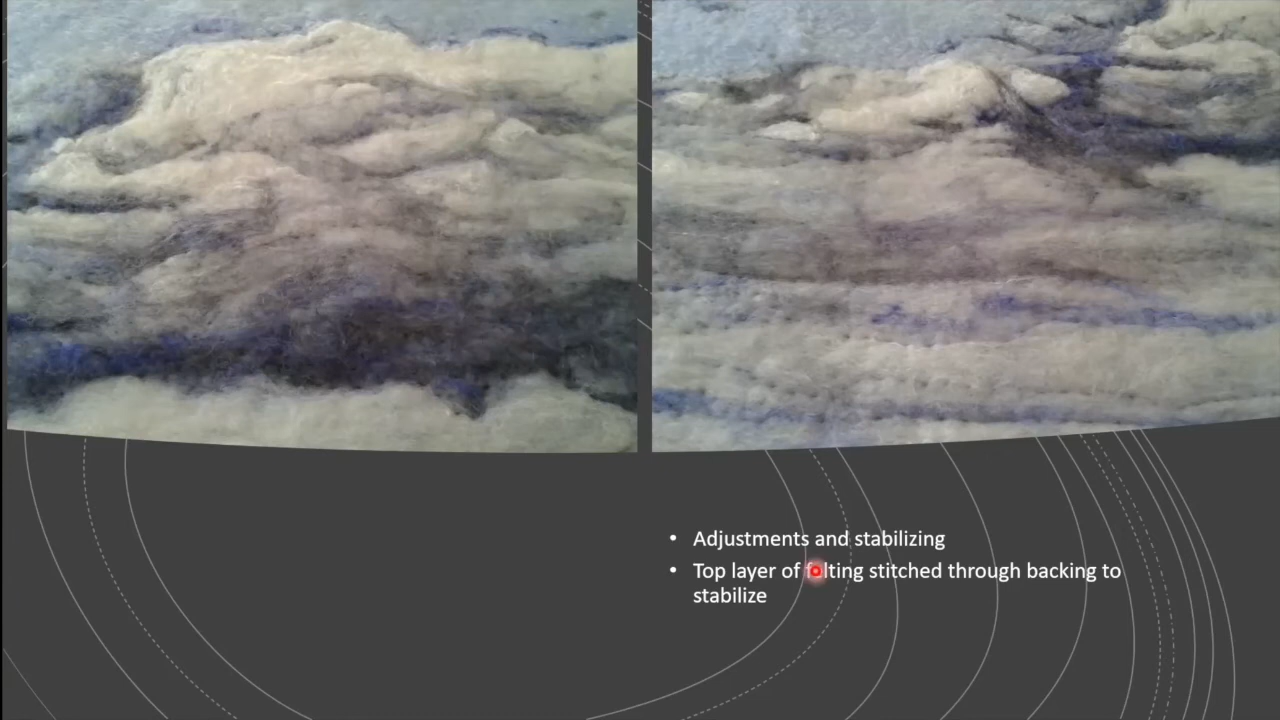 • Adjustments and stabilizing
• Top layer of felting stitched through backing to
stabilize